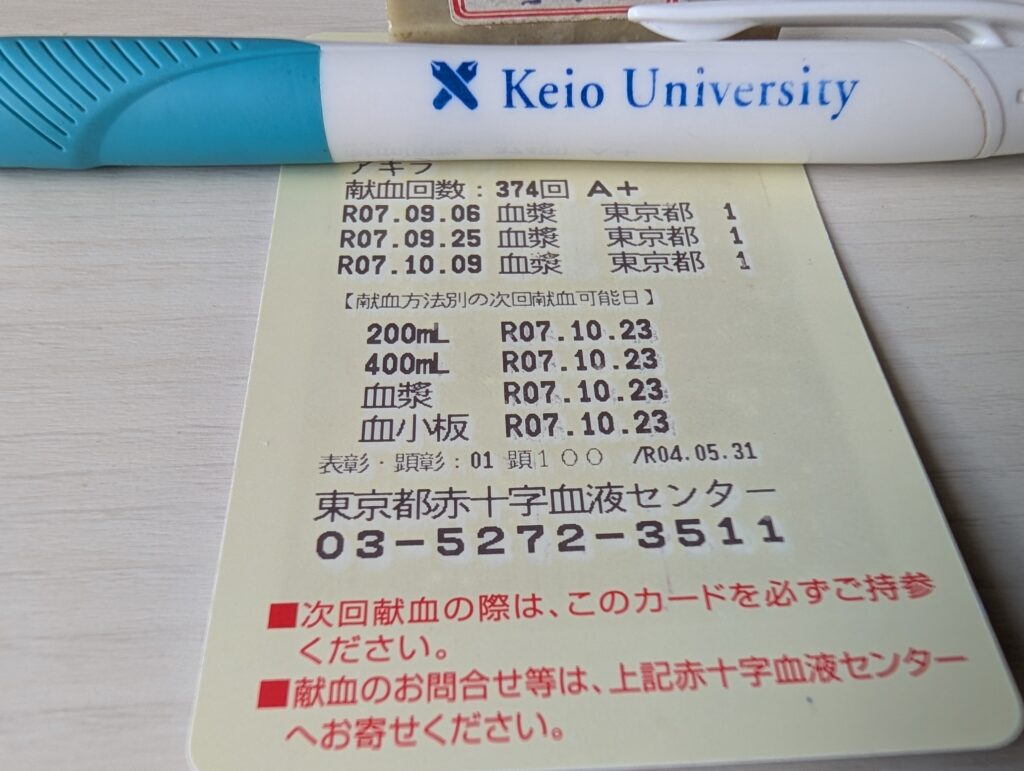 Keio University
アキラ
献血回数：374回 A+
R07.09.06 血漿 東京都 1
R07.09.25 血漿 東京都 1
R07.10.09 血漿 東京都 1
【献血方法別の次回献血可能日】
200mL R07.10.23
400mL R07.10.23
血漿 R07.10.23
血小板 R07.10.23
表彰・顕彰：01 顕１００ /R04.05.31
東京都赤十字血液センター
03-5272-3511
■次回献血の際は、このカードを必ずご持参
ください。
■献血のお問合せ等は、上記赤十字血液センター
へお寄せください。